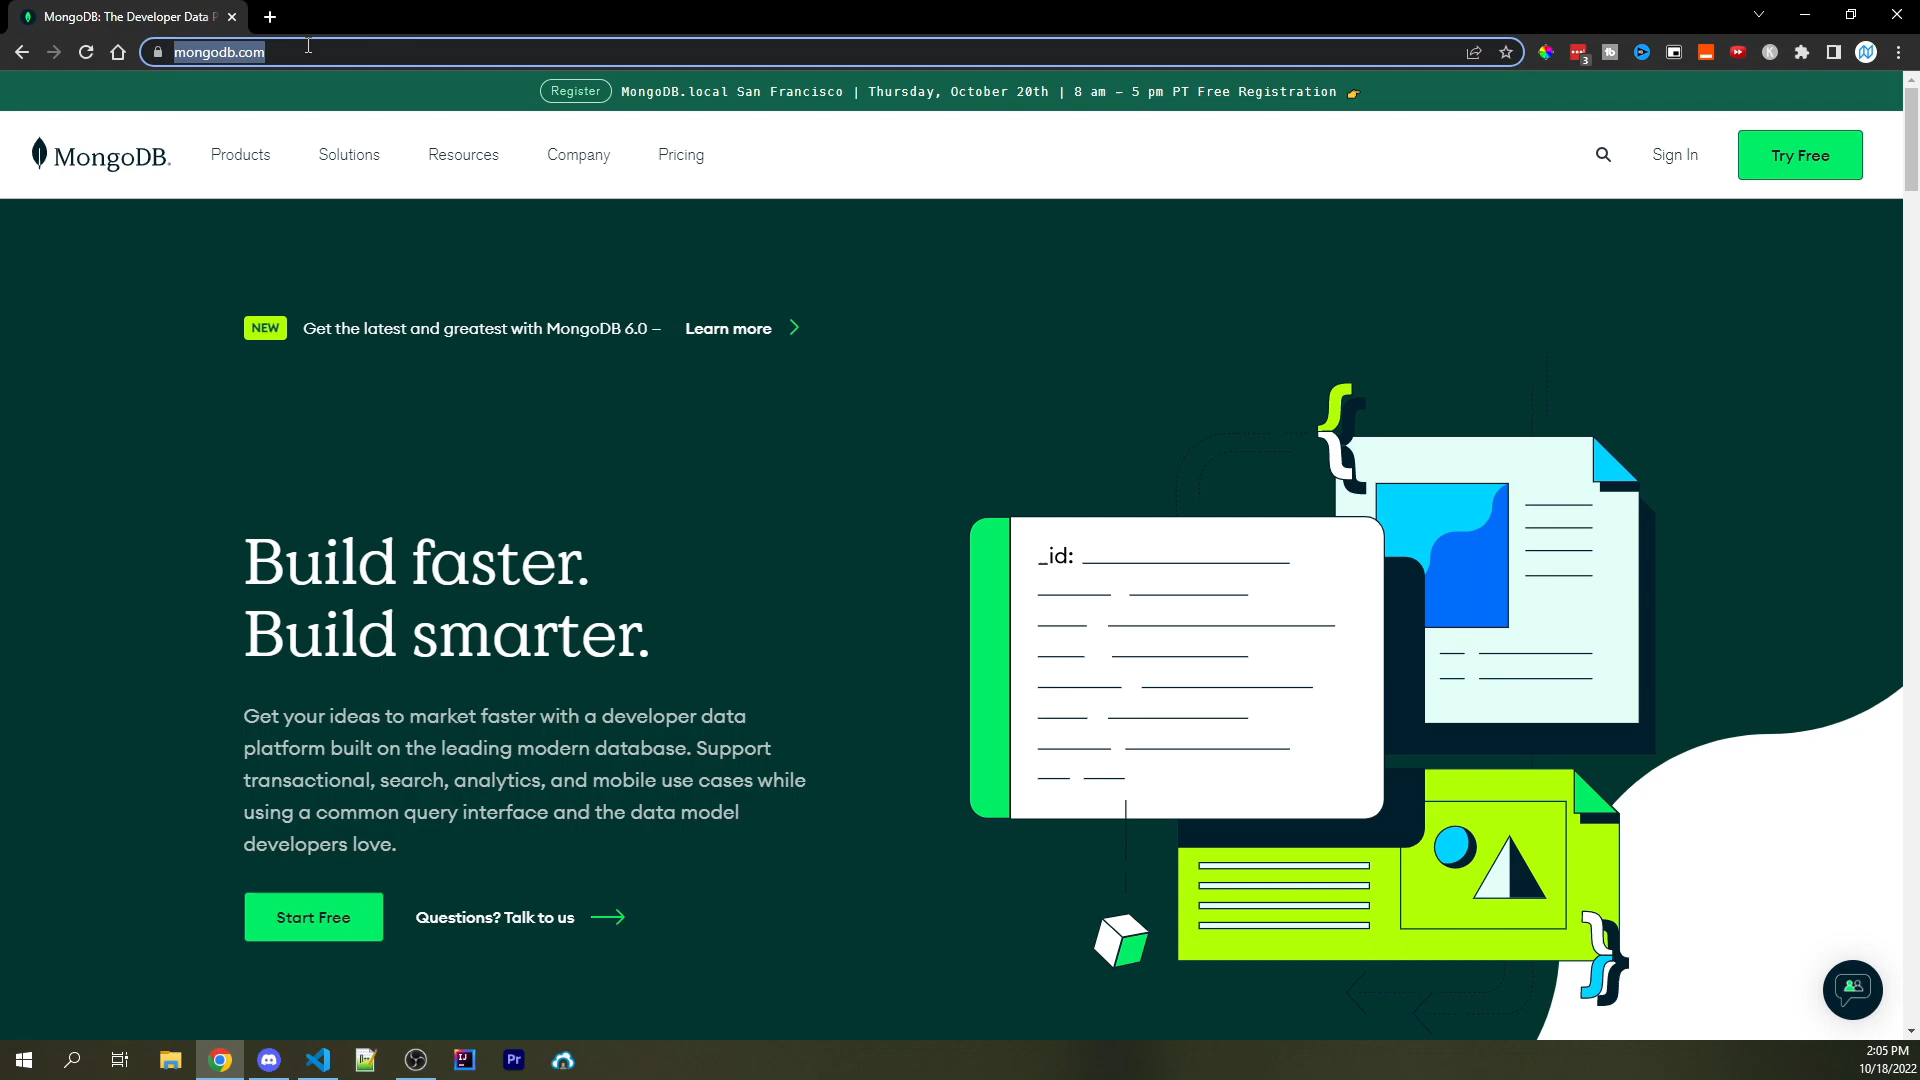 MongoDB: The Developer Data P
mongodb.com
3
Register MongoDB.local San Francisco | Thursday, October 20th | 8 am – 5 pm PT Free Registration 👉
MongoDB. Products Solutions Resources Company Pricing Sign In Try Free
NEW Get the latest and greatest with MongoDB 6.0 – Learn more
{
_id:
Build faster.
Build smarter.
Get your ideas to market faster with a developer data
platform built on the leading modern database. Support
transactional, search, analytics, and mobile use cases while
using a common query interface and the data model
developers love.
Start Free Questions? Talk to us
}
IJ Pr
2:05 PM
10/18/2022